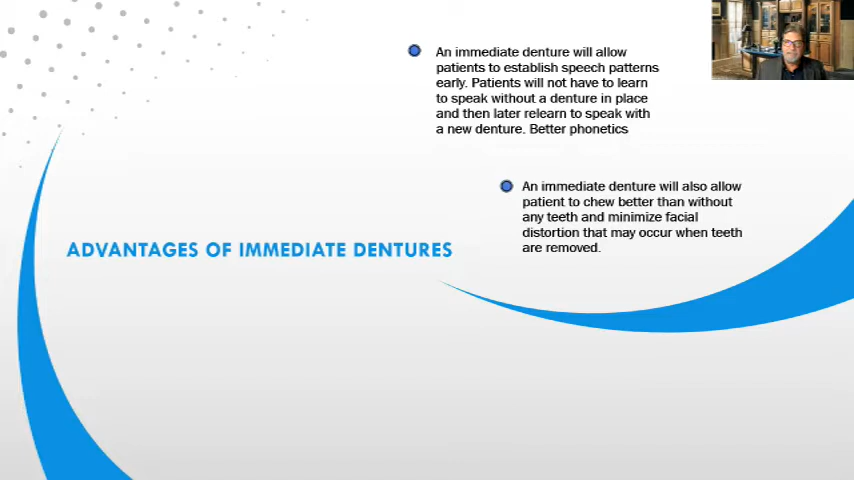 An immediate denture will allow
patients to establish speech patterns
early. Patients will not have to learn
to speak without a denture in place
and then later relearn to speak with
a new denture. Better phonetics
An immediate denture will also allow
patient to chew better than without
any teeth and minimize facial
distortion that may occur when teeth
are removed.
ADVANTAGES OF IMMEDIATE DENTURES